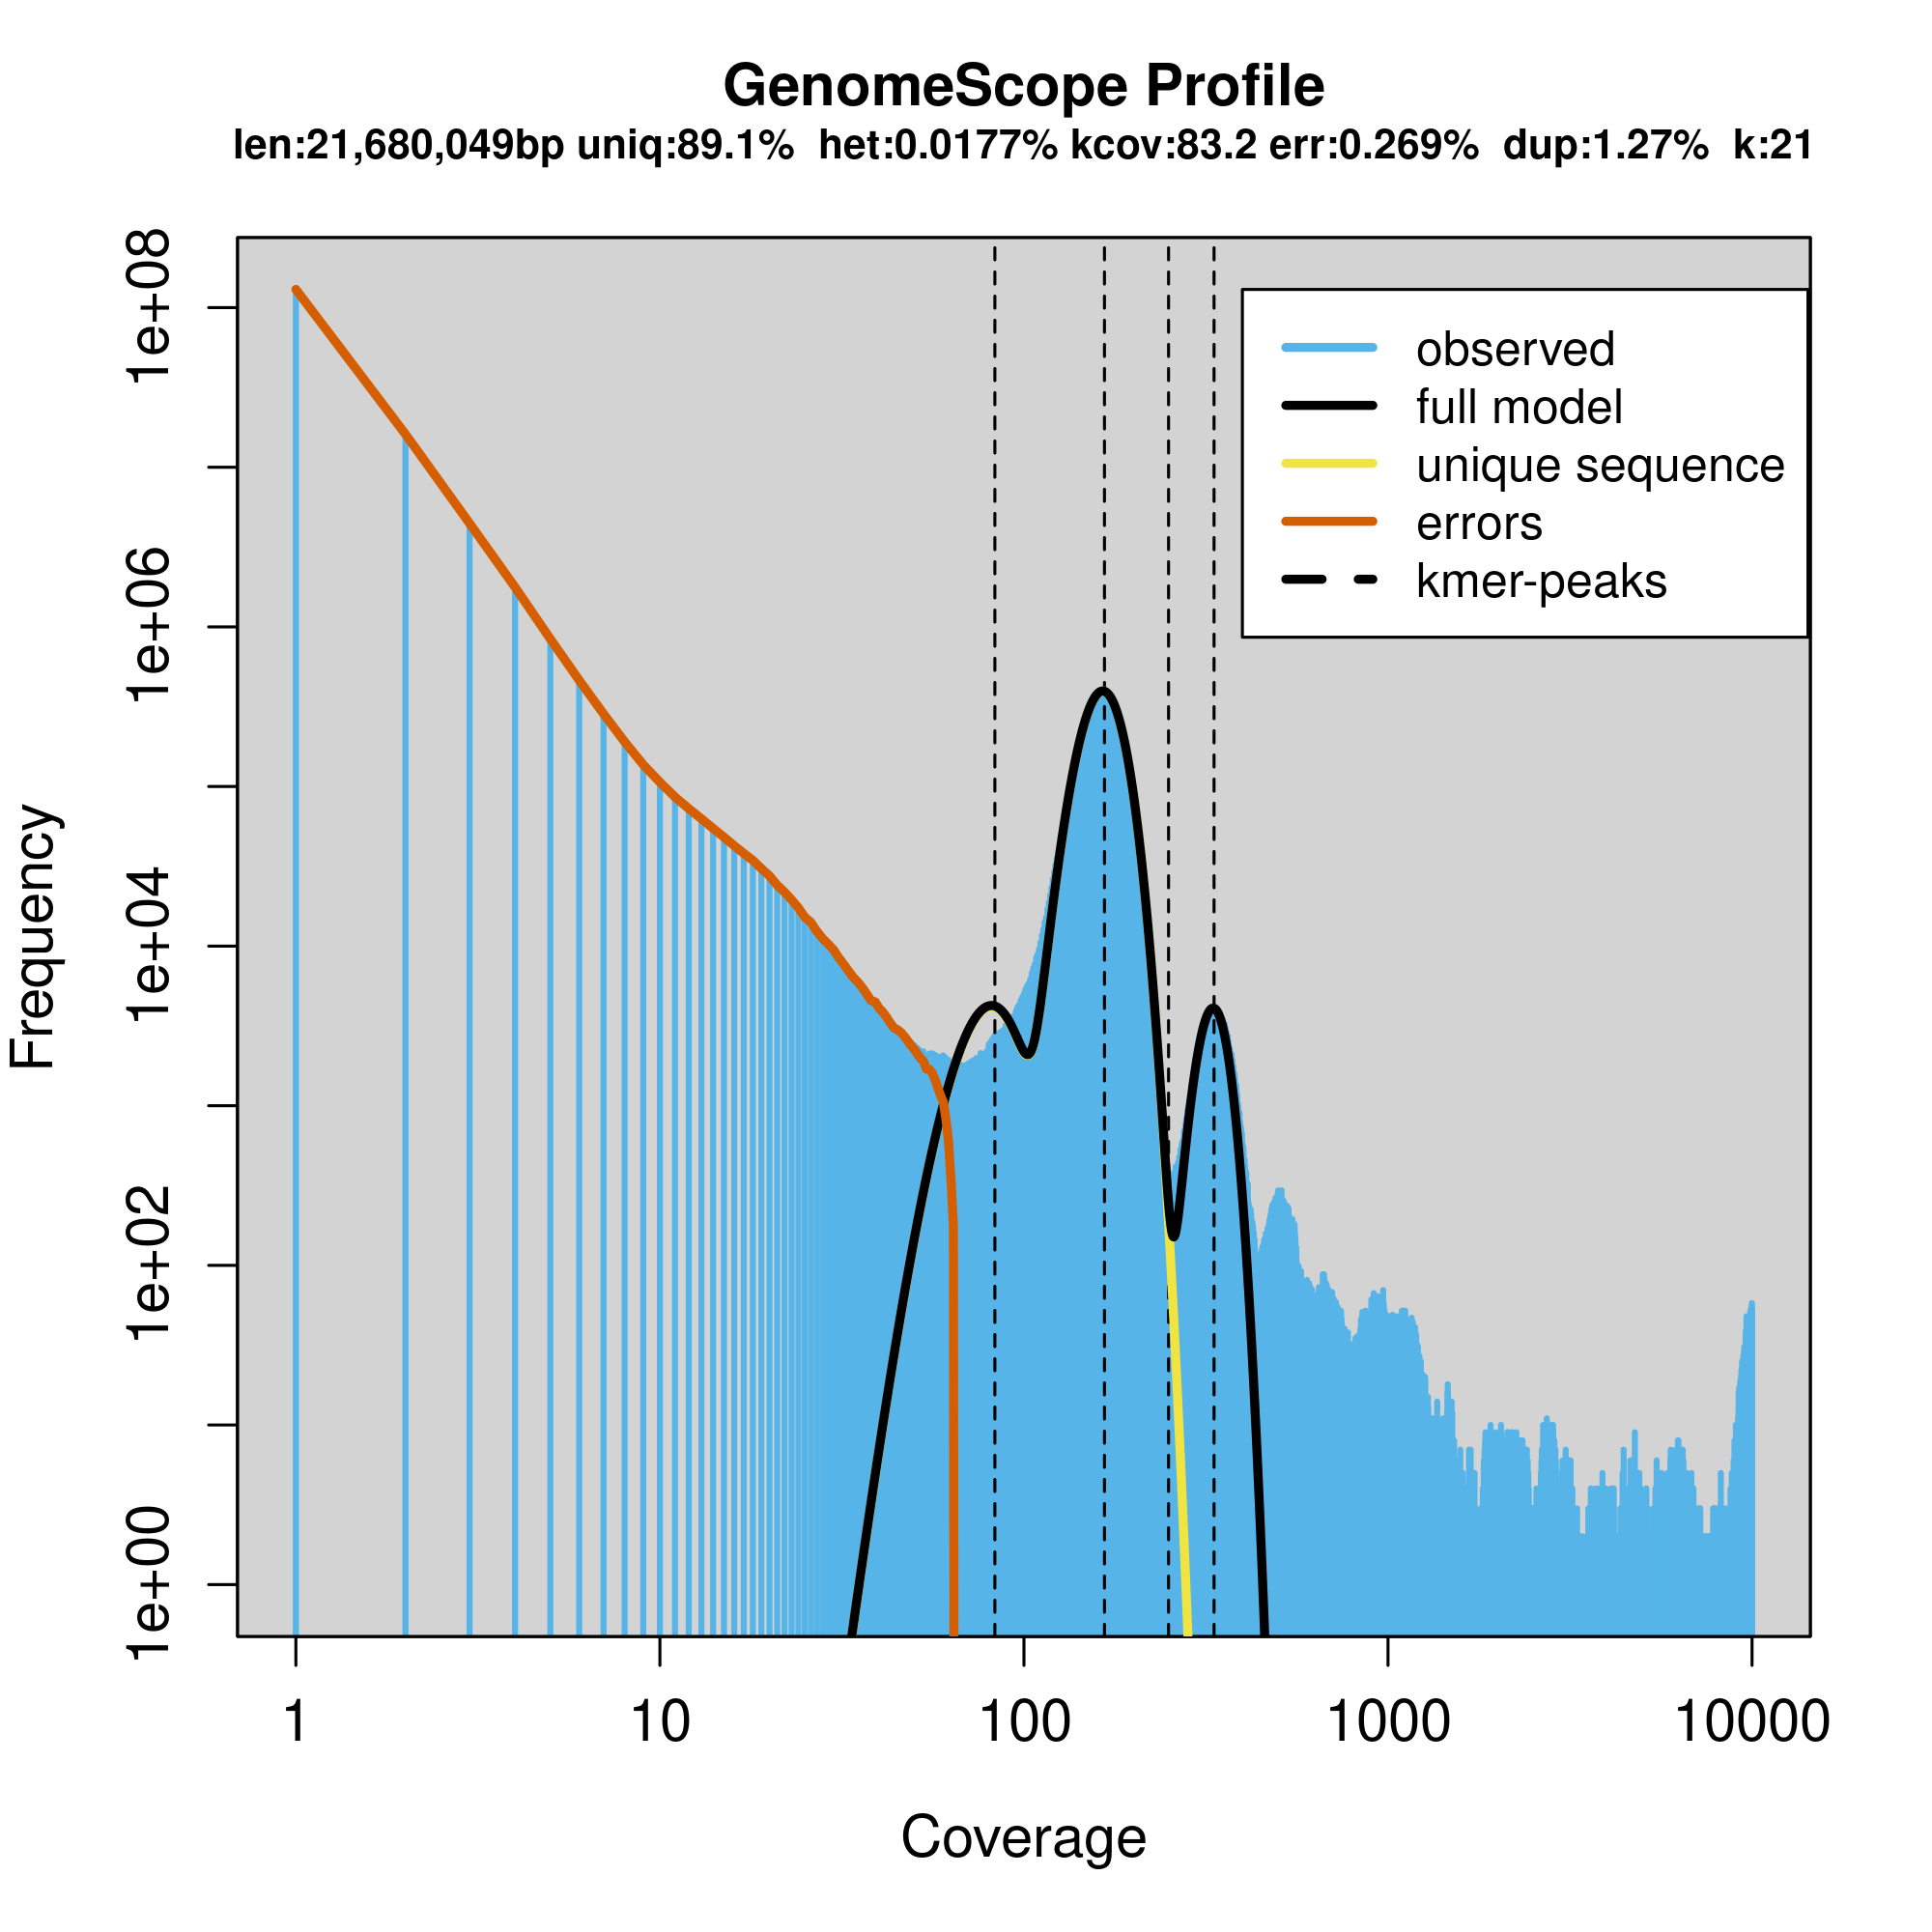 GenomeScope Profile
len:21,680,049bp uniq:89.1% het:0.0177% kcov:83.2 err:0.269% dup:1.27% k:21
observed
full model
unique sequence
errors
kmer-peaks
Frequency
1e+08
1e+06
1e+04
1e+02
1e+00
1 10 100 1000 10000
Coverage